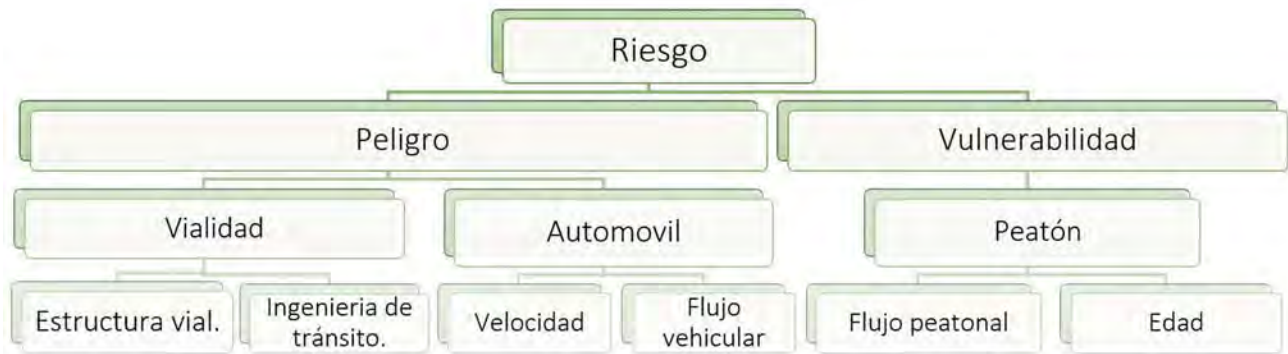 Riesgo
Peligro
Vulnerabilidad
Vialidad
Automovil
Peatón
Estructura vial.
Ingenieria de
tránsito.
Velocidad
Flujo
vehicular
Flujo peatonal
Edad